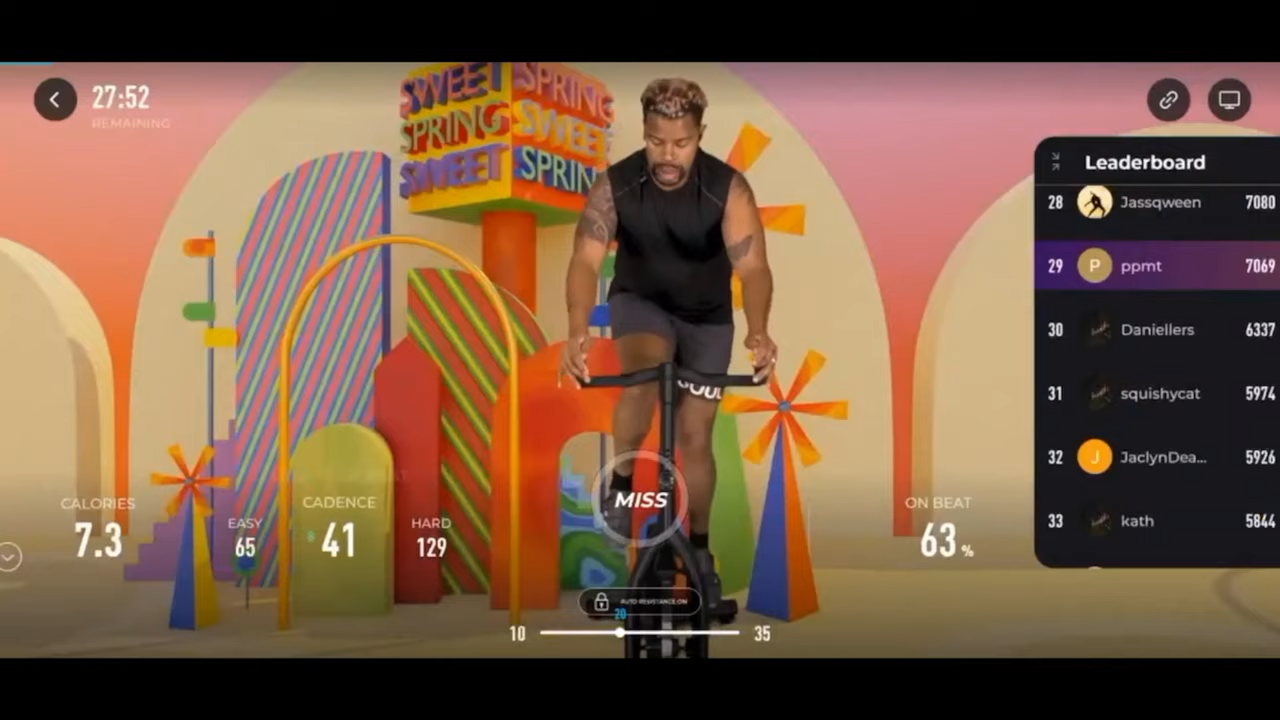 27:52
REMAINING
SWEET SPRING
SPRING SWEET
SWEET SPRIN
Leaderboard
28 Jassqween 7080
29 P ppmt 7069
30 Daniellers 6337
31 squishycat 5974
32 J JaclynDea... 5926
33 kath 5844
CALORIES
7.3
EASY
65
CADENCE
41
HARD
129
MISS
ON BEAT
63 %
SOUL
AUTO RESISTANCE ON
20
10
35